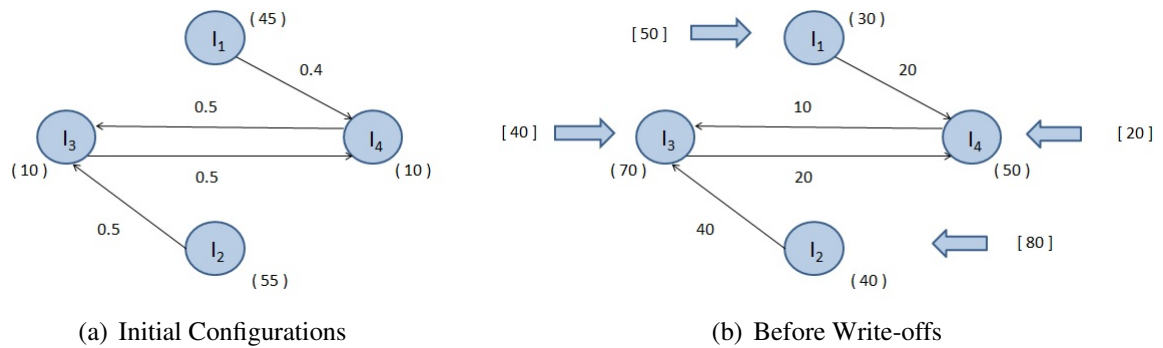 ( 45 )
I1
0.4
0.5
I3
I4
( 10 )
( 10 )
0.5
0.5
I2
( 55 )
(a) Initial Configurations
[ 50 ]
( 30 )
I1
20
10
[ 40 ]
I3
I4
[ 20 ]
( 70 )
( 50 )
20
40
I2
[ 80 ]
( 40 )
(b) Before Write-offs